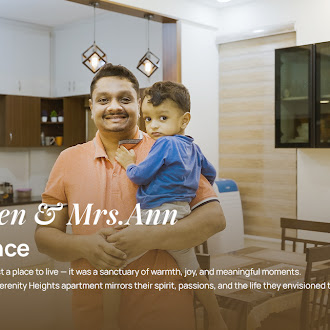 en & Mrs.Ann
nce
t a place to live — it was a sanctuary of warmth, joy, and meaningful moments.
erenity Heights apartment mirrors their spirit, passions, and the life they envisioned t